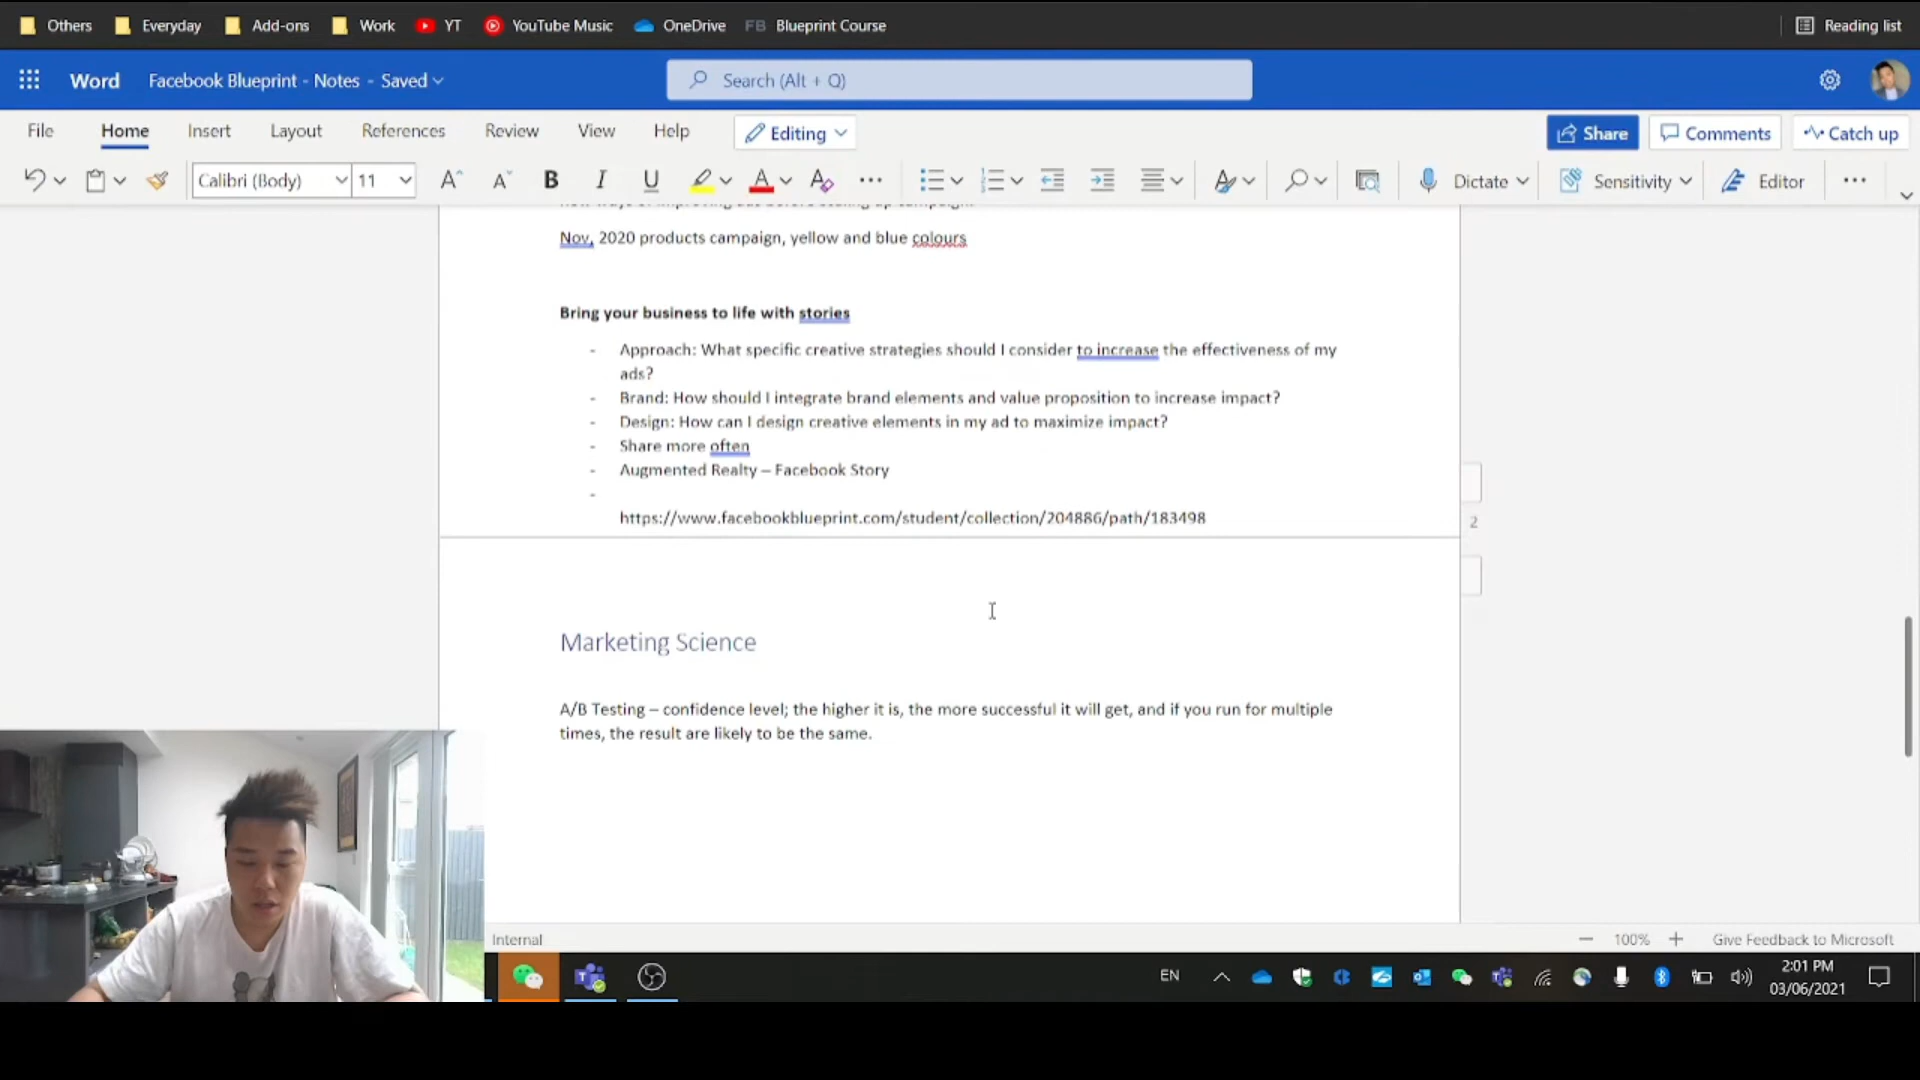 Others Everyday Add-ons Work YT YouTube Music OneDrive FB Blueprint Course Reading list
Word Facebook Blueprint - Notes - Saved Search (Alt + Q)
File Home Insert Layout References Review View Help Editing Share Comments Catch up
Calibri (Body) 11 B I U Dictate Sensitivity Editor
Nov, 2020 products campaign, yellow and blue colours
Bring your business to life with stories
- Approach: What specific creative strategies should I consider to increase the effectiveness of my
ads?
- Brand: How should I integrate brand elements and value proposition to increase impact?
- Design: How can I design creative elements in my ad to maximize impact?
- Share more often
- Augmented Realty – Facebook Story
-
https://www.facebookblueprint.com/student/collection/204886/path/183498
2
Marketing Science
A/B Testing – confidence level; the higher it is, the more successful it will get, and if you run for multiple
times, the result are likely to be the same.
Internal 100% Give Feedback to Microsoft
EN 2:01 PM
03/06/2021